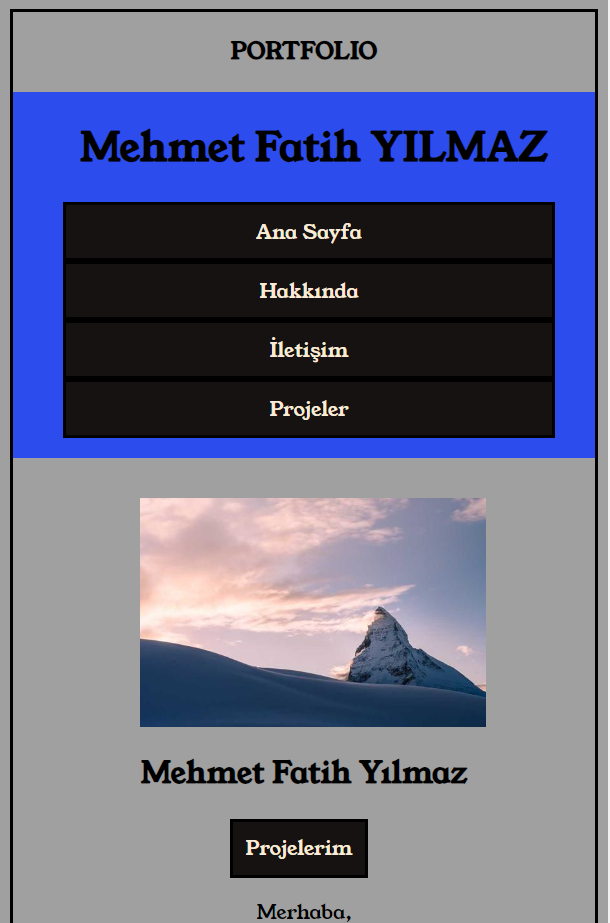 PORTFOLIO
Mehmet Fatih YILMAZ
Ana Sayfa
Hakkında
İletişim
Projeler
Mehmet Fatih Yılmaz
Projelerim
Merhaba,